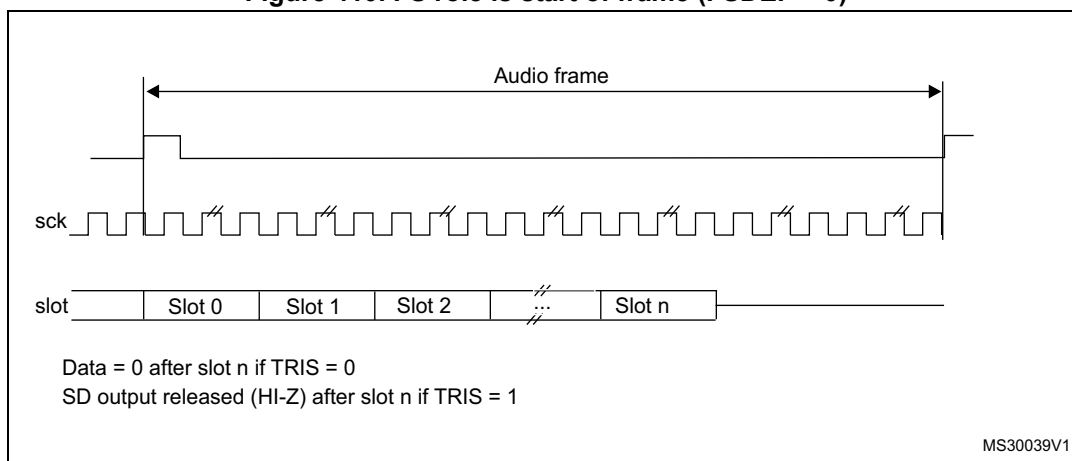 Audio frame
sck
slot
Slot 0
Slot 1
Slot 2
...
Slot n
Data = 0 after slot n if TRIS = 0
SD output released (HI-Z) after slot n if TRIS = 1
MS30039V1